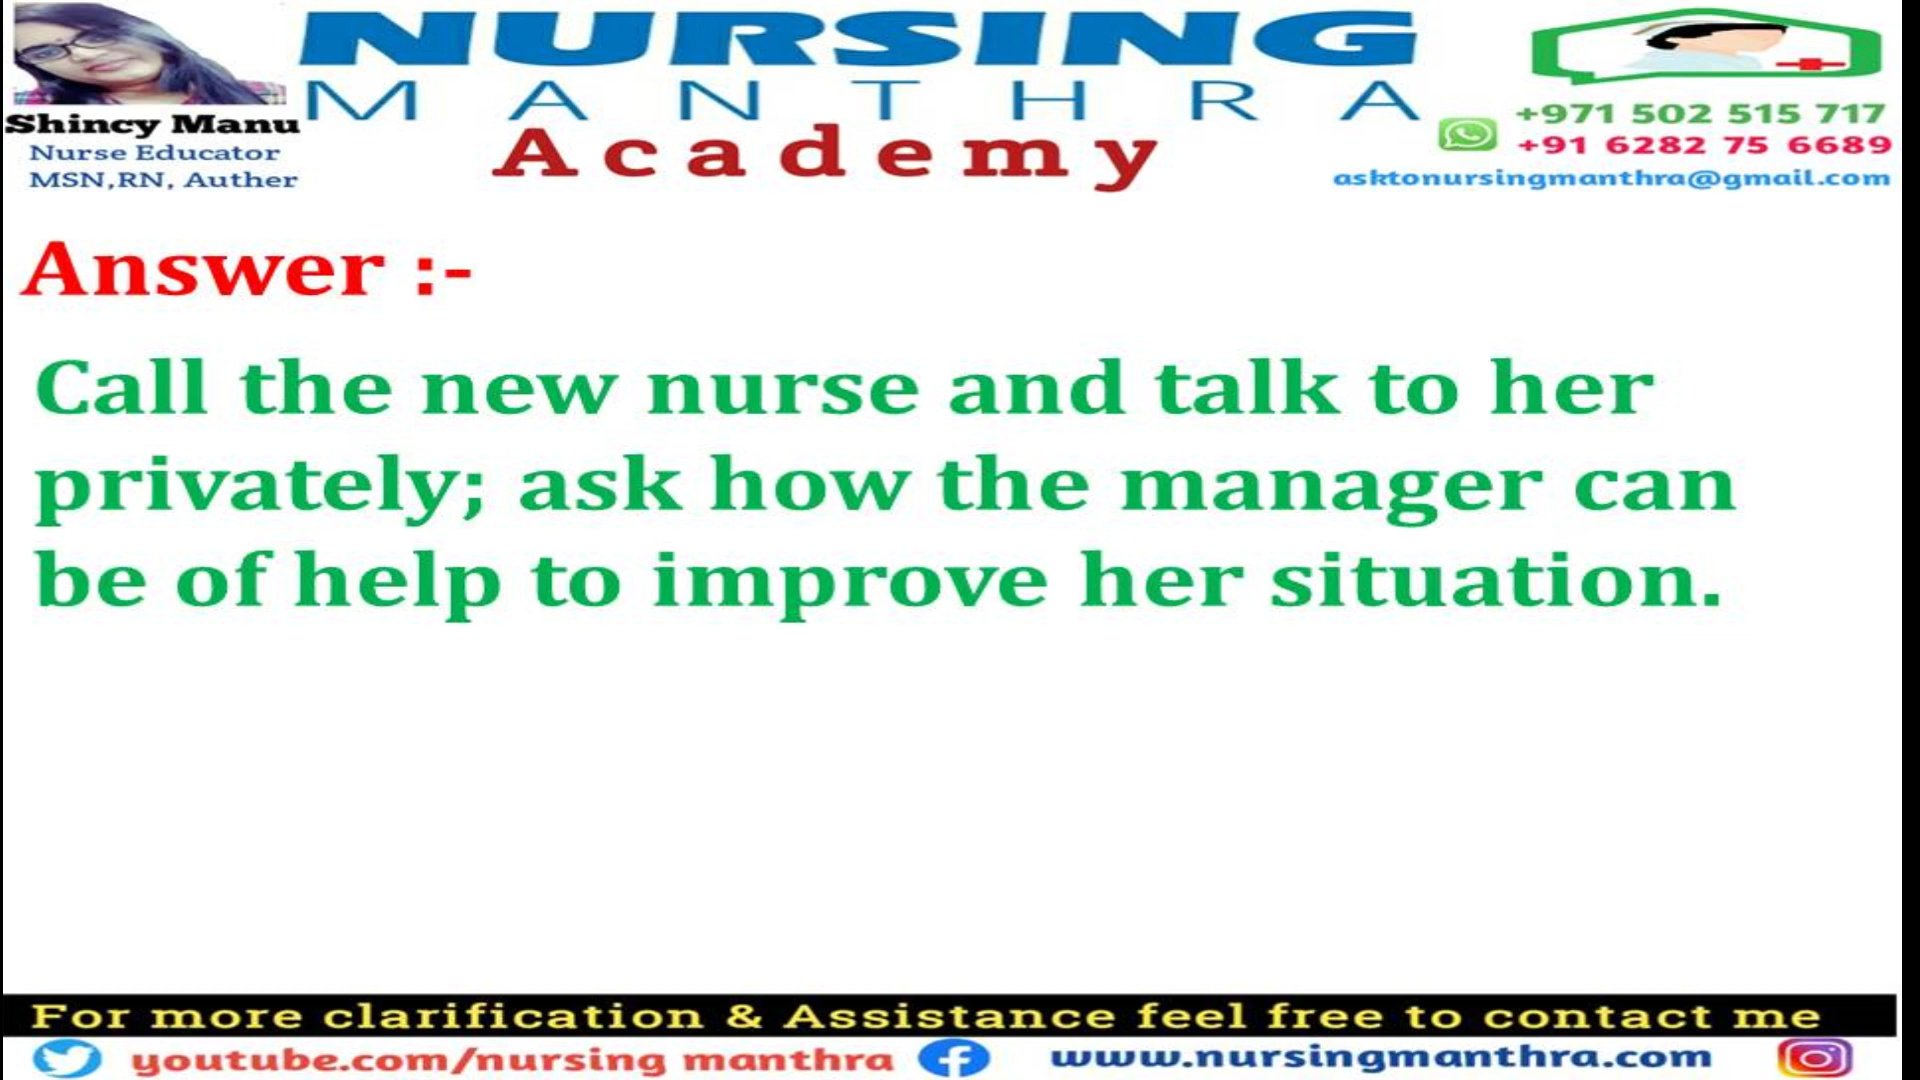 NURSING
MANTHRA
Academy
Shincy Manu
Nurse Educator
MSN,RN, Auther
+971 502 515 717
+91 6282 75 6689
asktonursingmanthra@gmail.com
Answer :-
Call the new nurse and talk to her
privately; ask how the manager can
be of help to improve her situation.
For more clarification & Assistance feel free to contact me
youtube.com/nursing manthra
www.nursingmanthra.com